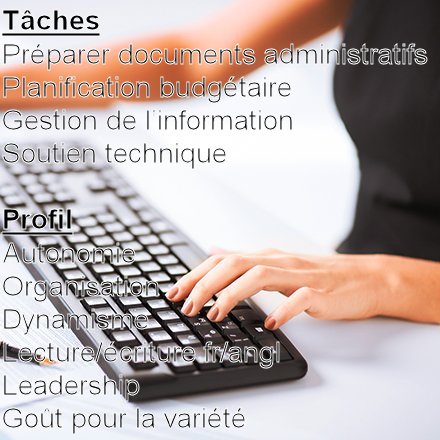 Tâches
Préparer documents administratifs
Planification budgétaire
Gestion de l'information
Soutien technique
Profil
Autonomie
Organisation
Dynamisme
Lecture/écriture fr/angl
Leadership
Goût pour la variété